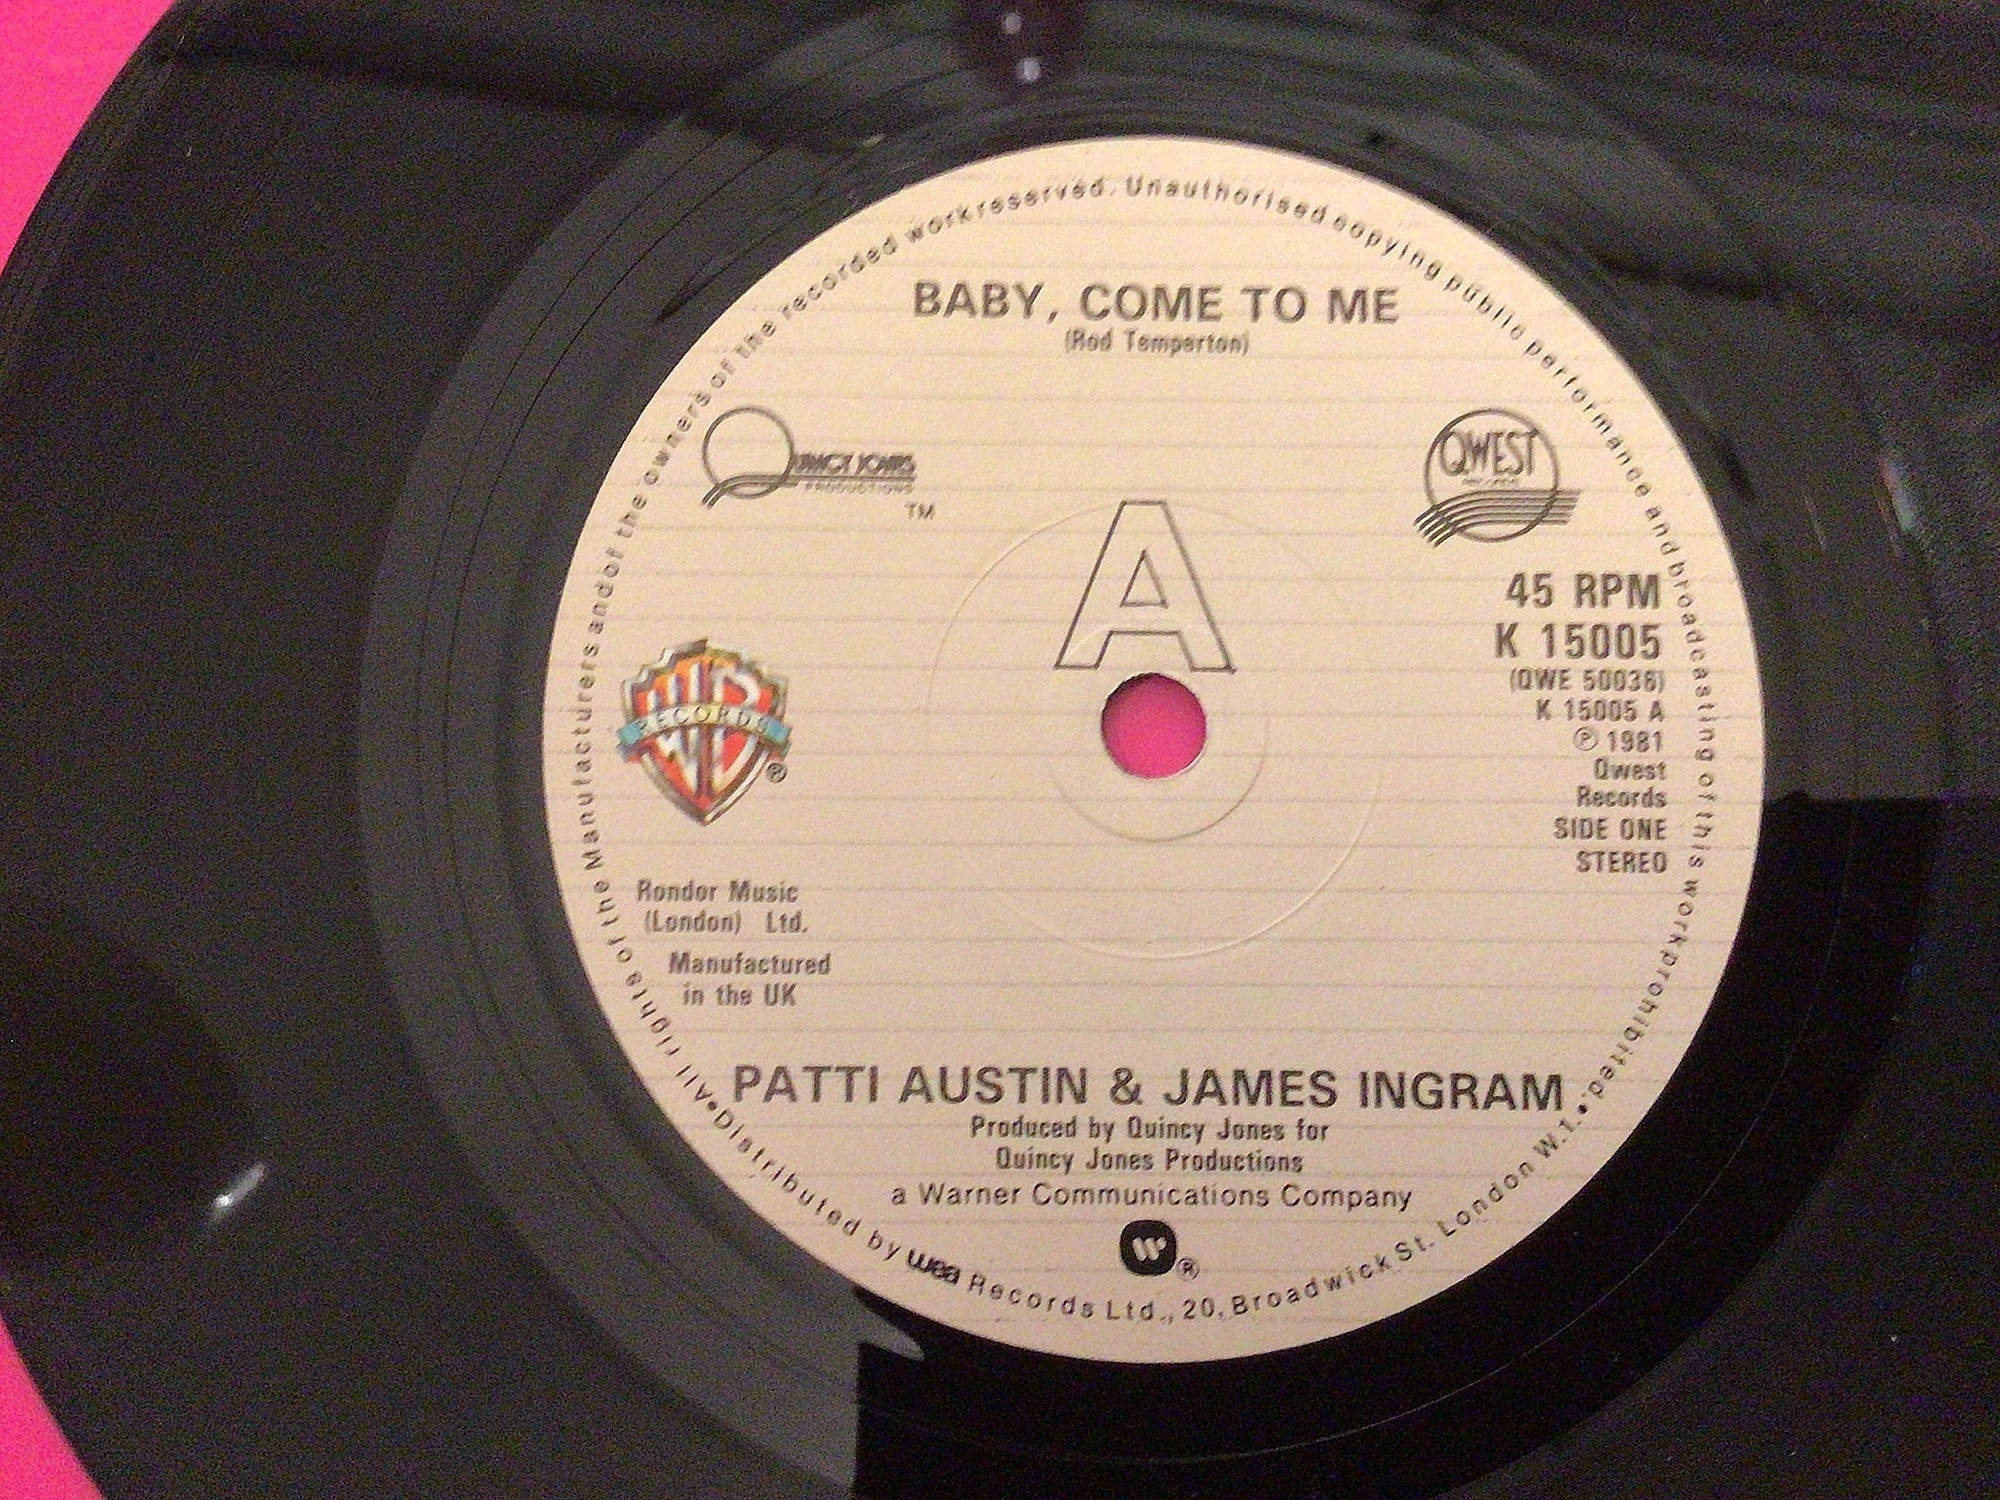 BABY, COME TO ME
(Rod Temperton)
QUINCY JONES
PRODUCTIONS
TM
QWEST
RECORDS
A
45 RPM
K 15005
(QWE 50036)
K 15005 A
℗ 1981
Qwest
Records
SIDE ONE
STEREO
WB
RECORDS
®
Rondor Music
(London) Ltd.
Manufactured
in the UK
PATTI AUSTIN & JAMES INGRAM
Produced by Quincy Jones for
Quincy Jones Productions
a Warner Communications Company
®
•All rights of the Manufacturers and of the owners of the recorded work reserved. Unauthorised copying public performance and broadcasting of this work prohibited.
•Distributed by wea Records Ltd., 20, Broadwick St. London W.1.•